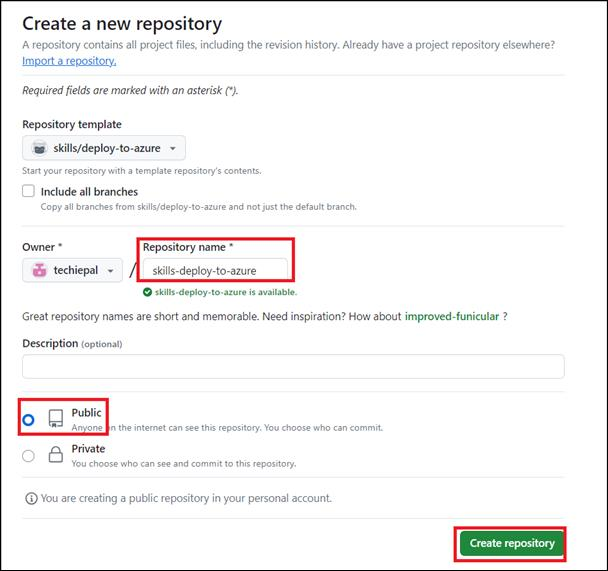 Create a new repository
A repository contains all project files, including the revision history. Already have a project repository elsewhere?
Import a repository.
Required fields are marked with an asterisk (*).
Repository template
skills/deploy-to-azure
Start your repository with a template repository's contents.
Include all branches
Copy all branches from skills/deploy-to-azure and not just the default branch.
Owner * Repository name *
techiepal / skills-deploy-to-azure
skills-deploy-to-azure is available.
Great repository names are short and memorable. Need inspiration? How about improved-funicular ?
Description (optional)
Public
Anyone on the internet can see this repository. You choose who can commit.
Private
You choose who can see and commit to this repository.
You are creating a public repository in your personal account.
Create repository